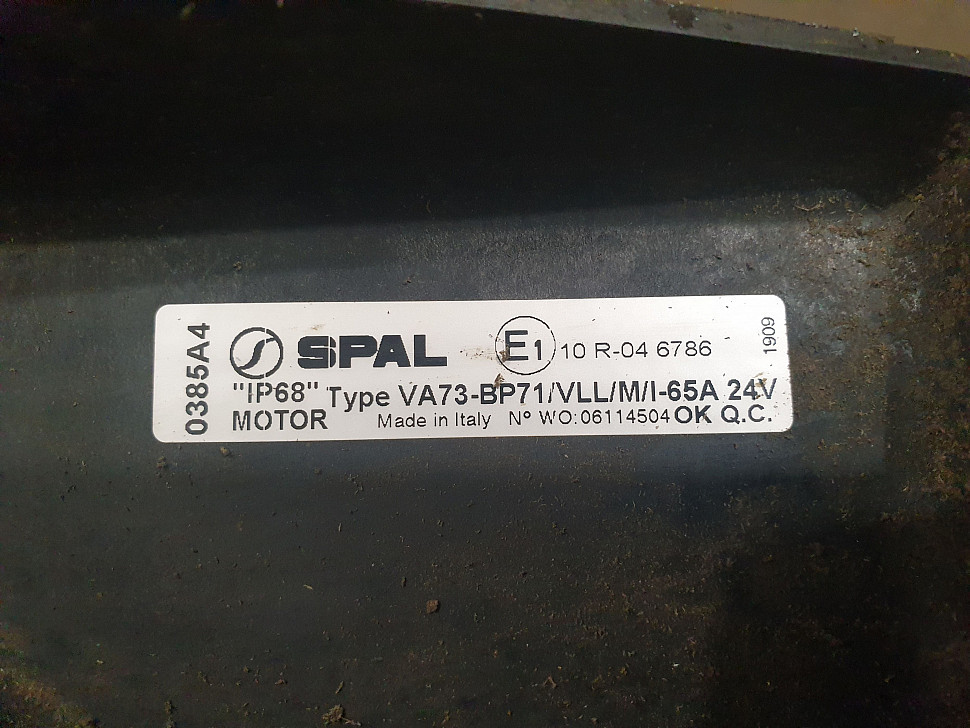 0385A4
SPAL E1 10 R-04 6786
1909
"IP68" Type VA73-BP71/VLL/M/I-65A 24V
MOTOR Made in Italy Nº WO:06114504 OK Q.C.